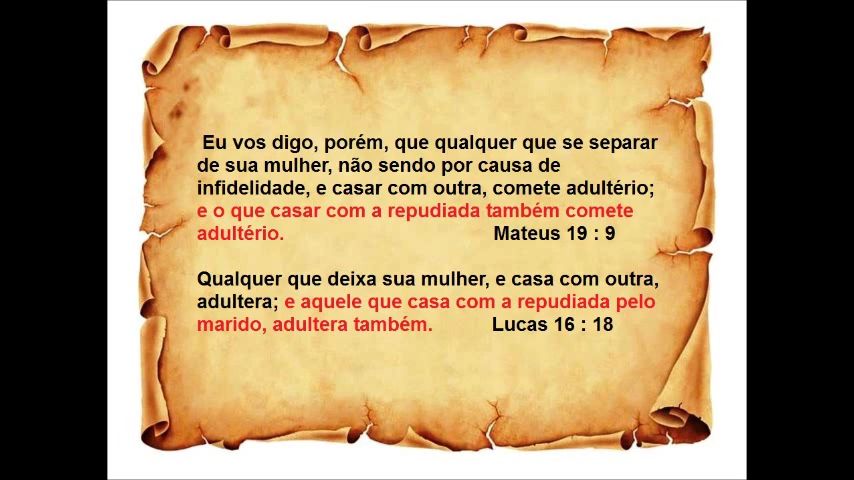 Eu vos digo, porém, que qualquer que se separar
de sua mulher, não sendo por causa de
infidelidade, e casar com outra, comete adultério;
e o que casar com a repudiada também comete
adultério. Mateus 19 : 9
Qualquer que deixa sua mulher, e casa com outra,
adultera; e aquele que casa com a repudiada pelo
marido, adultera também. Lucas 16 : 18